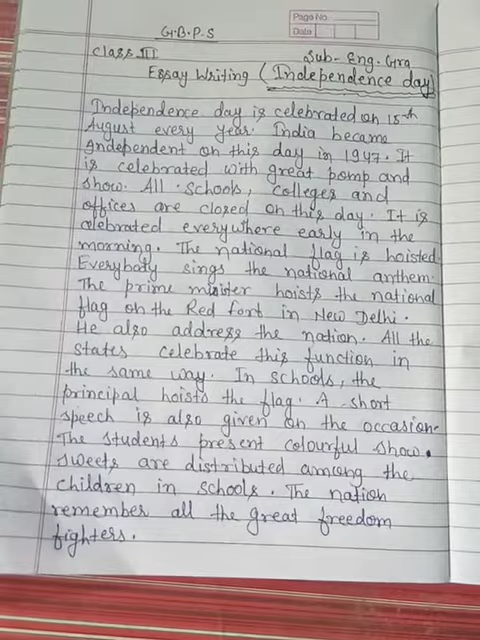 G.B.P.S
Page No.
Date
Class III
Sub- Eng. Gra
Essay Writing (Independence day)
Independence day is celebrated on 15th
August every year. India became
independent on this day in 1947. It
is celebrated with great pomp and
show. All schools, colleges and
offices are closed on this day. It is
celebrated everywhere early in the
morning. The national flag is hoisted.
Everybaty sings the national anthem.
The prime minister hoists the national
flag on the Red fort in New Delhi.
He also address the nation. All the
states celebrate this function in
the same way. In schools, the
principal hoists the flag. A short
speech is also given on the occasion.
The students present colourful show.
sweets are distributed among the
children in schools. The nation
remember all the great freedom
fighters.